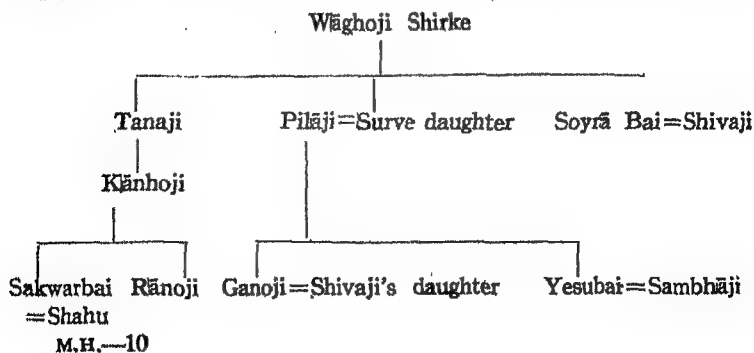 Wāghoji Shirke
Tanaji Pilāji=Surve daughter Soyrā Bai=Shivaji
Kānhoji
Sakwarbai Rānoji Ganoji=Shivaji's daughter Yesubai=Sambhāji
=Shahu
M.H.—10